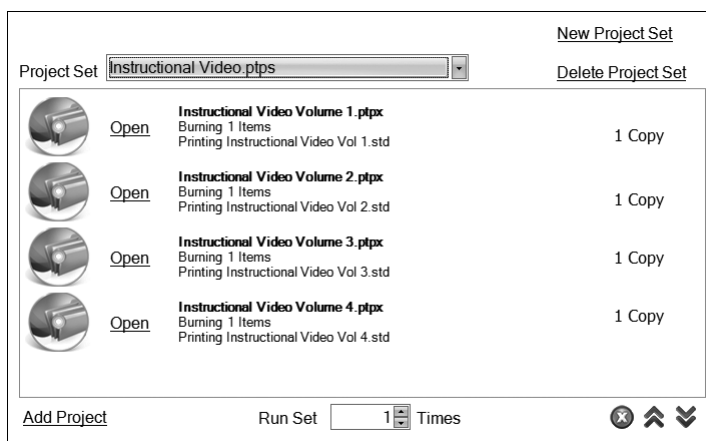 New Project Set
Project Set Instructional Video.ptps
Delete Project Set
Open
Instructional Video Volume 1.ptpx
Burning 1 Items
Printing Instructional Video Vol 1.std
1 Copy
Open
Instructional Video Volume 2.ptpx
Burning 1 Items
Printing Instructional Video Vol 2.std
1 Copy
Open
Instructional Video Volume 3.ptpx
Burning 1 Items
Printing Instructional Video Vol 3.std
1 Copy
Open
Instructional Video Volume 4.ptpx
Burning 1 Items
Printing Instructional Video Vol 4.std
1 Copy
Add Project
Run Set 1 Times